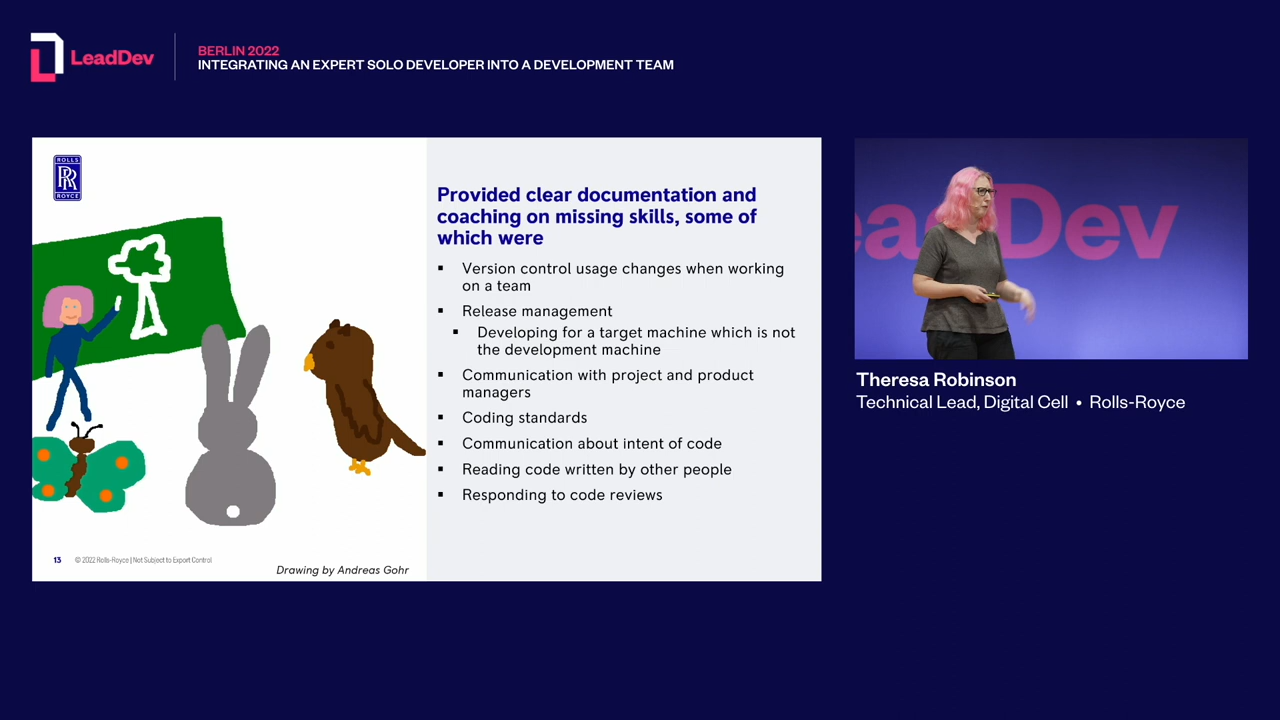 LeadDev
BERLIN 2022
INTEGRATING AN EXPERT SOLO DEVELOPER INTO A DEVELOPMENT TEAM
ROLLS
RR
ROYCE
Provided clear documentation and
coaching on missing skills, some of
which were
▪ Version control usage changes when working
on a team
▪ Release management
▪ Developing for a target machine which is not
the development machine
▪ Communication with project and product
managers
▪ Coding standards
▪ Communication about intent of code
▪ Reading code written by other people
▪ Responding to code reviews
13 © 2022 Rolls-Royce | Not Subject to Export Control
Drawing by Andreas Gohr
eadDev
Theresa Robinson
Technical Lead, Digital Cell • Rolls-Royce